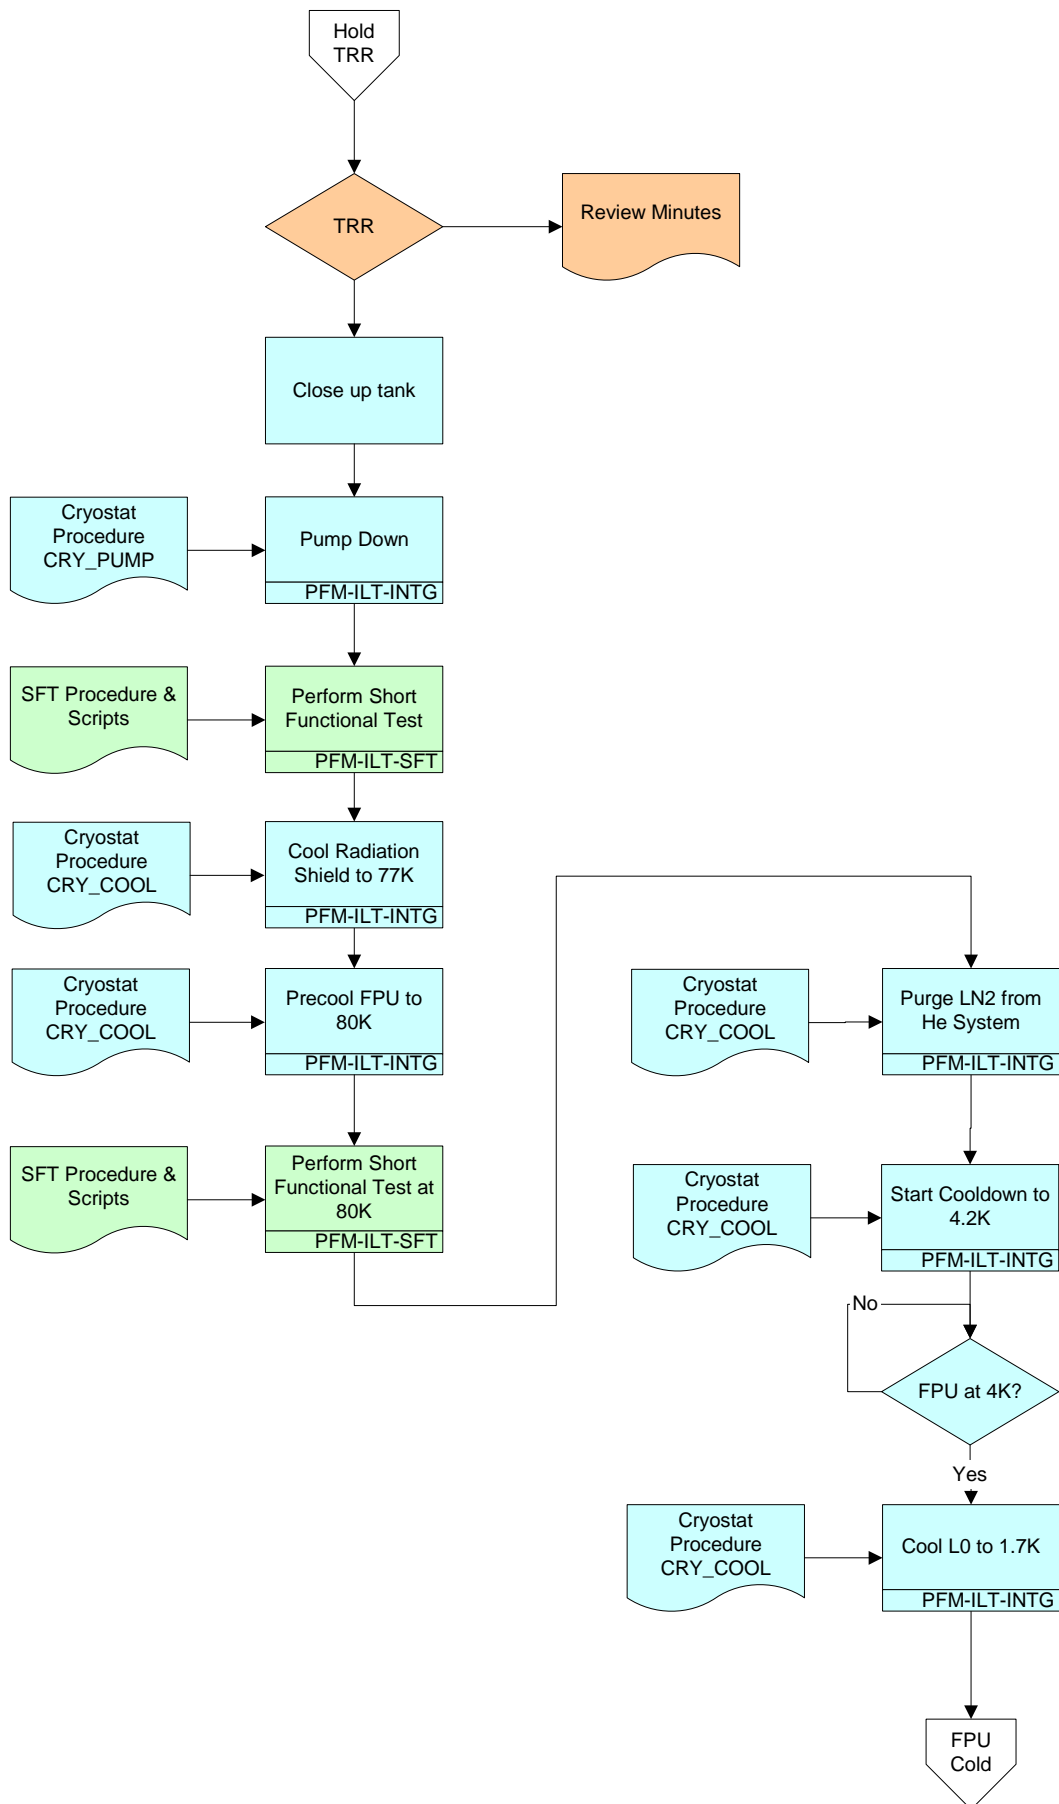 Hold
TRR
TRR
Review Minutes
Close up tank
Cryostat
Procedure
CRY_PUMP
Pump Down
PFM-ILT-INTG
SFT Procedure &
Scripts
Perform Short
Functional Test
PFM-ILT-SFT
Cryostat
Procedure
CRY_COOL
Cool Radiation
Shield to 77K
PFM-ILT-INTG
Cryostat
Procedure
CRY_COOL
Precool FPU to
80K
PFM-ILT-INTG
SFT Procedure &
Scripts
Perform Short
Functional Test at
80K
PFM-ILT-SFT
Cryostat
Procedure
CRY_COOL
Purge LN2 from
He System
PFM-ILT-INTG
Cryostat
Procedure
CRY_COOL
Start Cooldown to
4.2K
PFM-ILT-INTG
No
FPU at 4K?
Yes
Cryostat
Procedure
CRY_COOL
Cool L0 to 1.7K
PFM-ILT-INTG
FPU
Cold